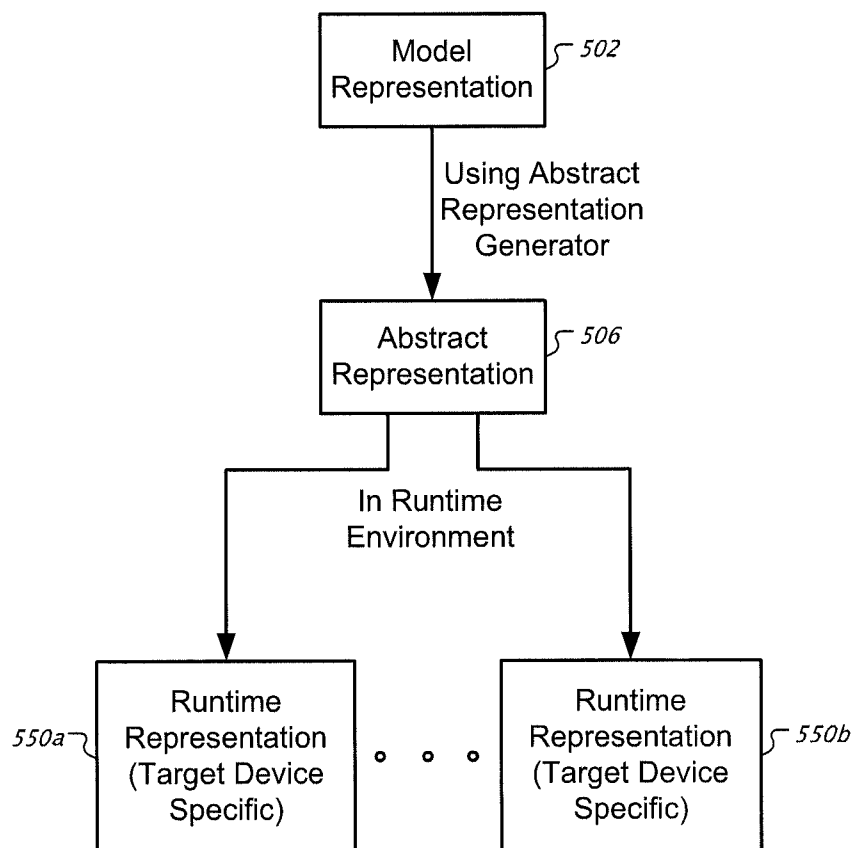 Model
Representation
502
Using Abstract
Representation
Generator
Abstract
Representation
506
In Runtime
Environment
550a
Runtime
Representation
(Target Device
Specific)
Runtime
Representation
(Target Device
Specific)
550b